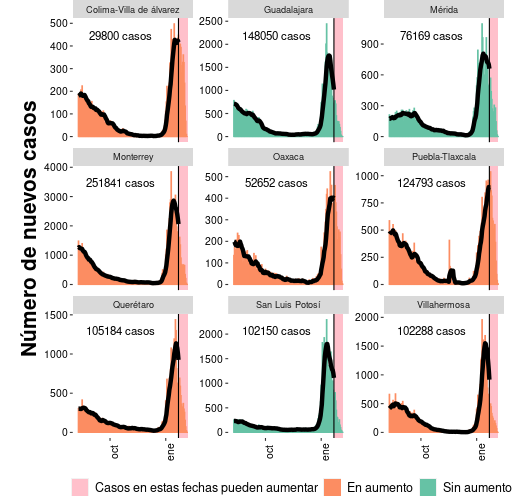 Número de nuevos casos
Colima-Villa de álvarez
Guadalajara
Mérida
500
400
300
200
100
0
29800 casos
2500
2000
1500
1000
500
0
148050 casos
900
600
300
0
76169 casos
Monterrey
Oaxaca
Puebla-Tlaxcala
4000
3000
2000
1000
0
251841 casos
500
400
300
200
100
0
52652 casos
1000
750
500
250
0
124793 casos
Querétaro
San Luis Potosí
Villahermosa
1500
1000
500
0
105184 casos
2000
1500
1000
500
0
102150 casos
2000
1500
1000
500
0
102288 casos
oct
ene
oct
ene
oct
ene
Casos en estas fechas pueden aumentar
En aumento
Sin aumento